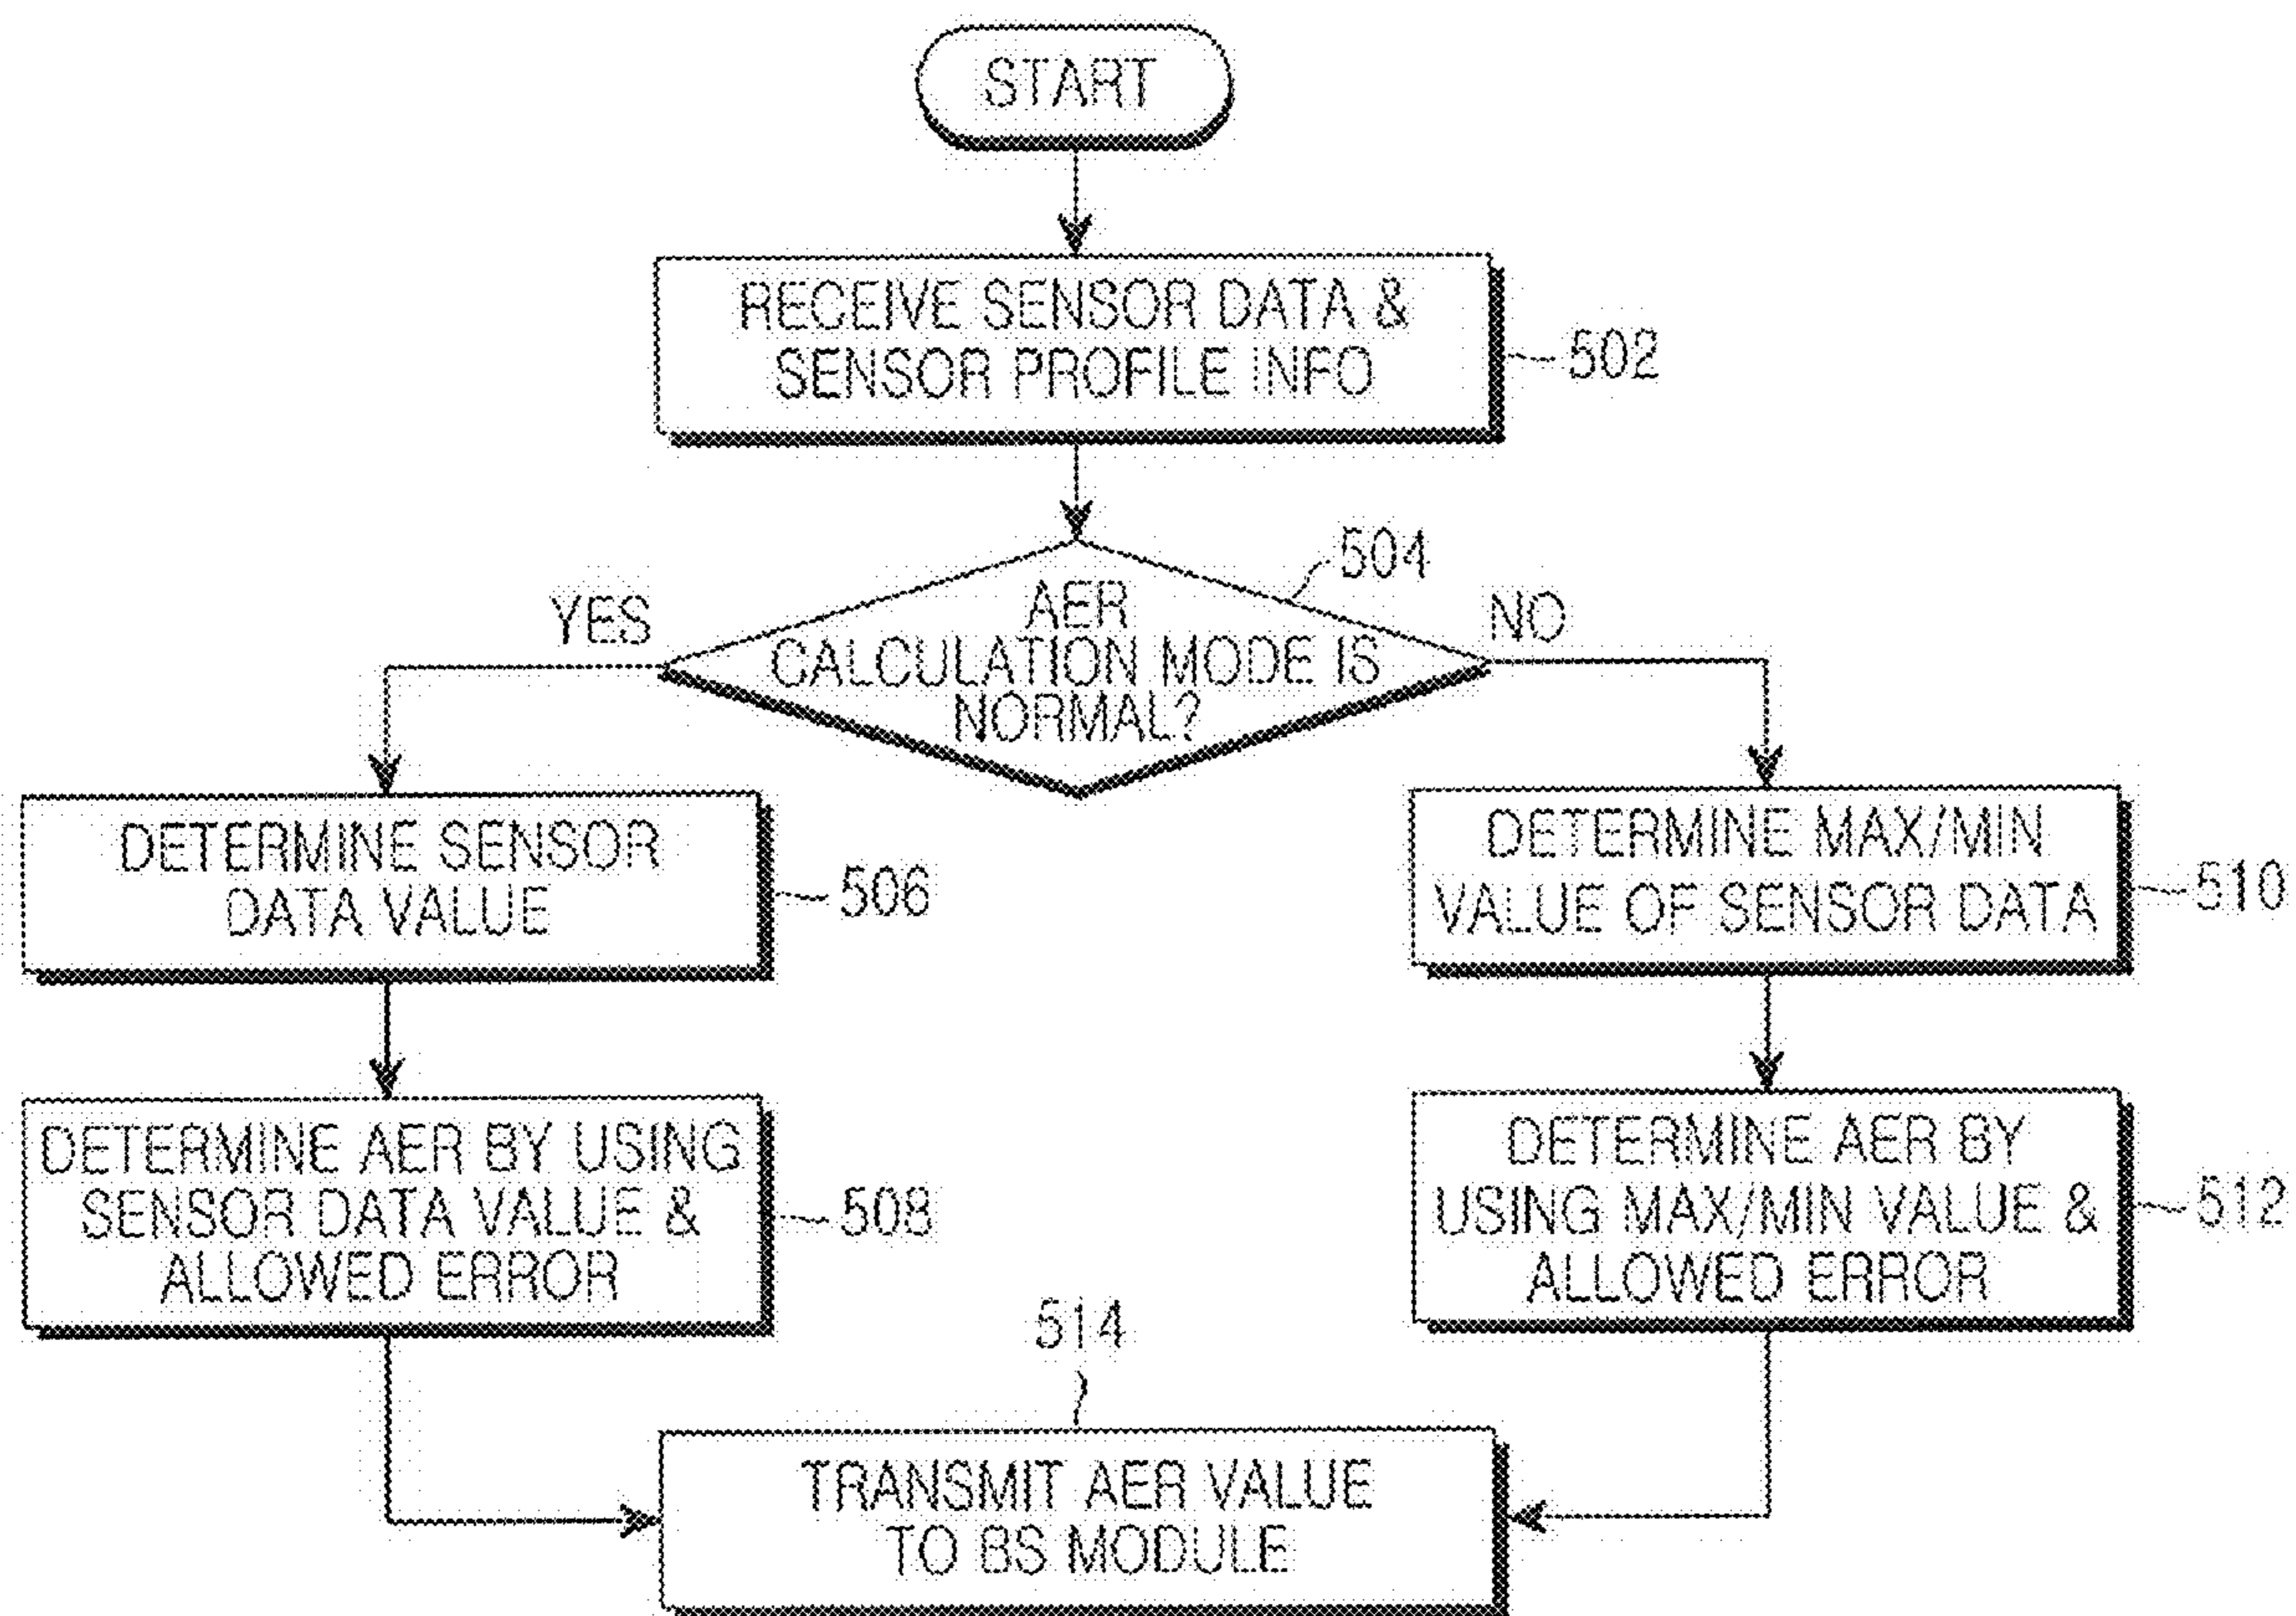 START
RECEIVE SENSOR DATA &
SENSOR PROFILE INFO
502
504
YES
NO
AER
CALCULATION MODE IS
NORMAL?
DETERMINE SENSOR
DATA VALUE
506
DETERMINE MAX/MIN
VALUE OF SENSOR DATA
510
DETERMINE AER BY USING
SENSOR DATA VALUE &
ALLOWED ERROR
508
DETERMINE AER BY
USING MAX/MIN VALUE &
ALLOWED ERROR
512
514
TRANSMIT AER VALUE
TO BS MODULE